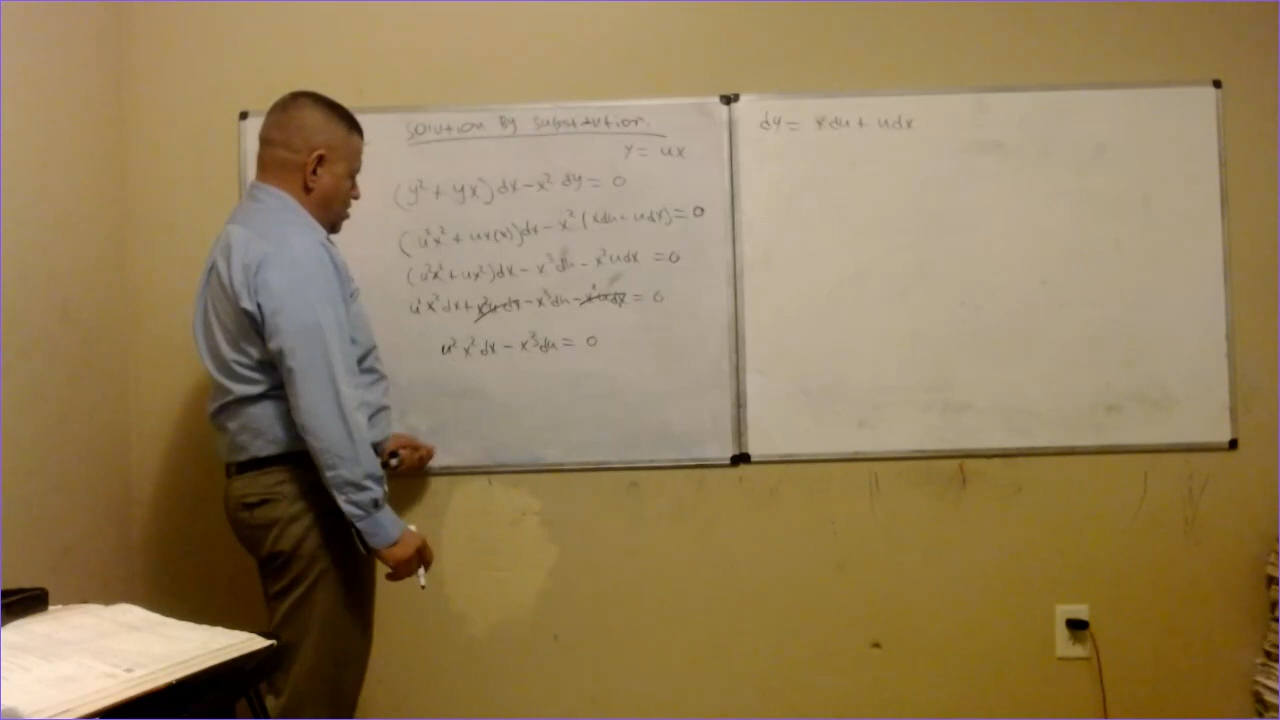 Solution By Substitution.
y = ux
(y² + yx)dx - x² dy = 0
(u²x² + ux(x))dx - x²(xdu + udx) = 0
(u²x² + ux²)dx - x³du - x²udx = 0
u²x²dx + x²udx - x³du - x²udx = 0
u²x²dx - x³du = 0
dy = xdu + udx